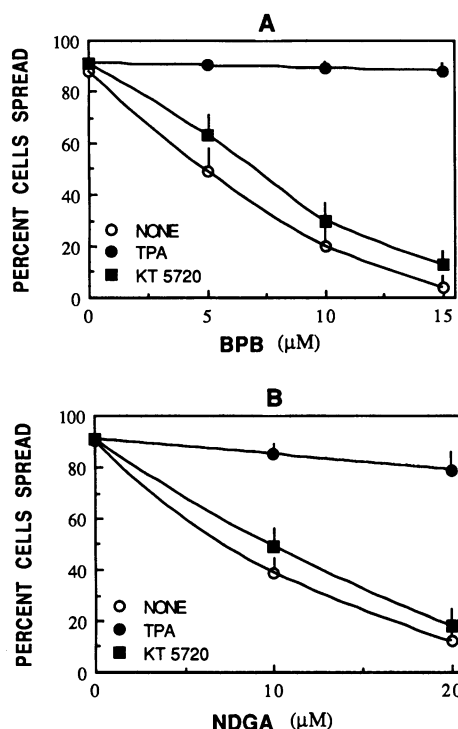 A
PERCENT CELLS SPREAD
100
80
60
40
20
0
NONE
TPA
KT 5720
0 5 10 15
BPB (μM)
B
PERCENT CELLS SPREAD
100
80
60
40
20
0
NONE
TPA
KT 5720
0 10 20
NDGA (μM)